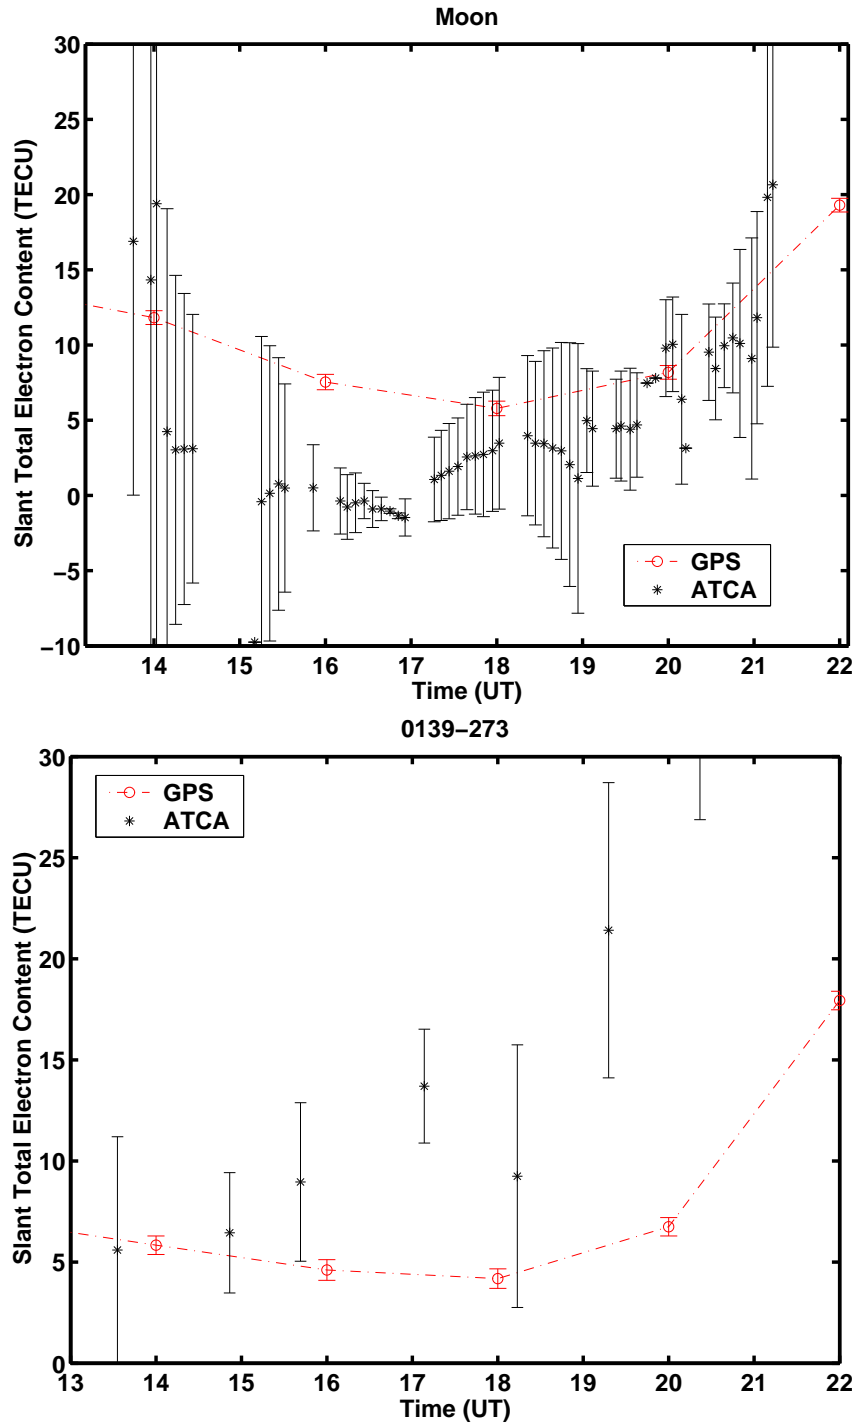 Moon
30
25
20
15
10
5
0
−5
−10
Slant Total Electron Content (TECU)
GPS
ATCA
14 15 16 17 18 19 20 21 22
Time (UT)
0139−273
30
25
20
15
10
5
0
Slant Total Electron Content (TECU)
GPS
ATCA
13 14 15 16 17 18 19 20 21 22
Time (UT)